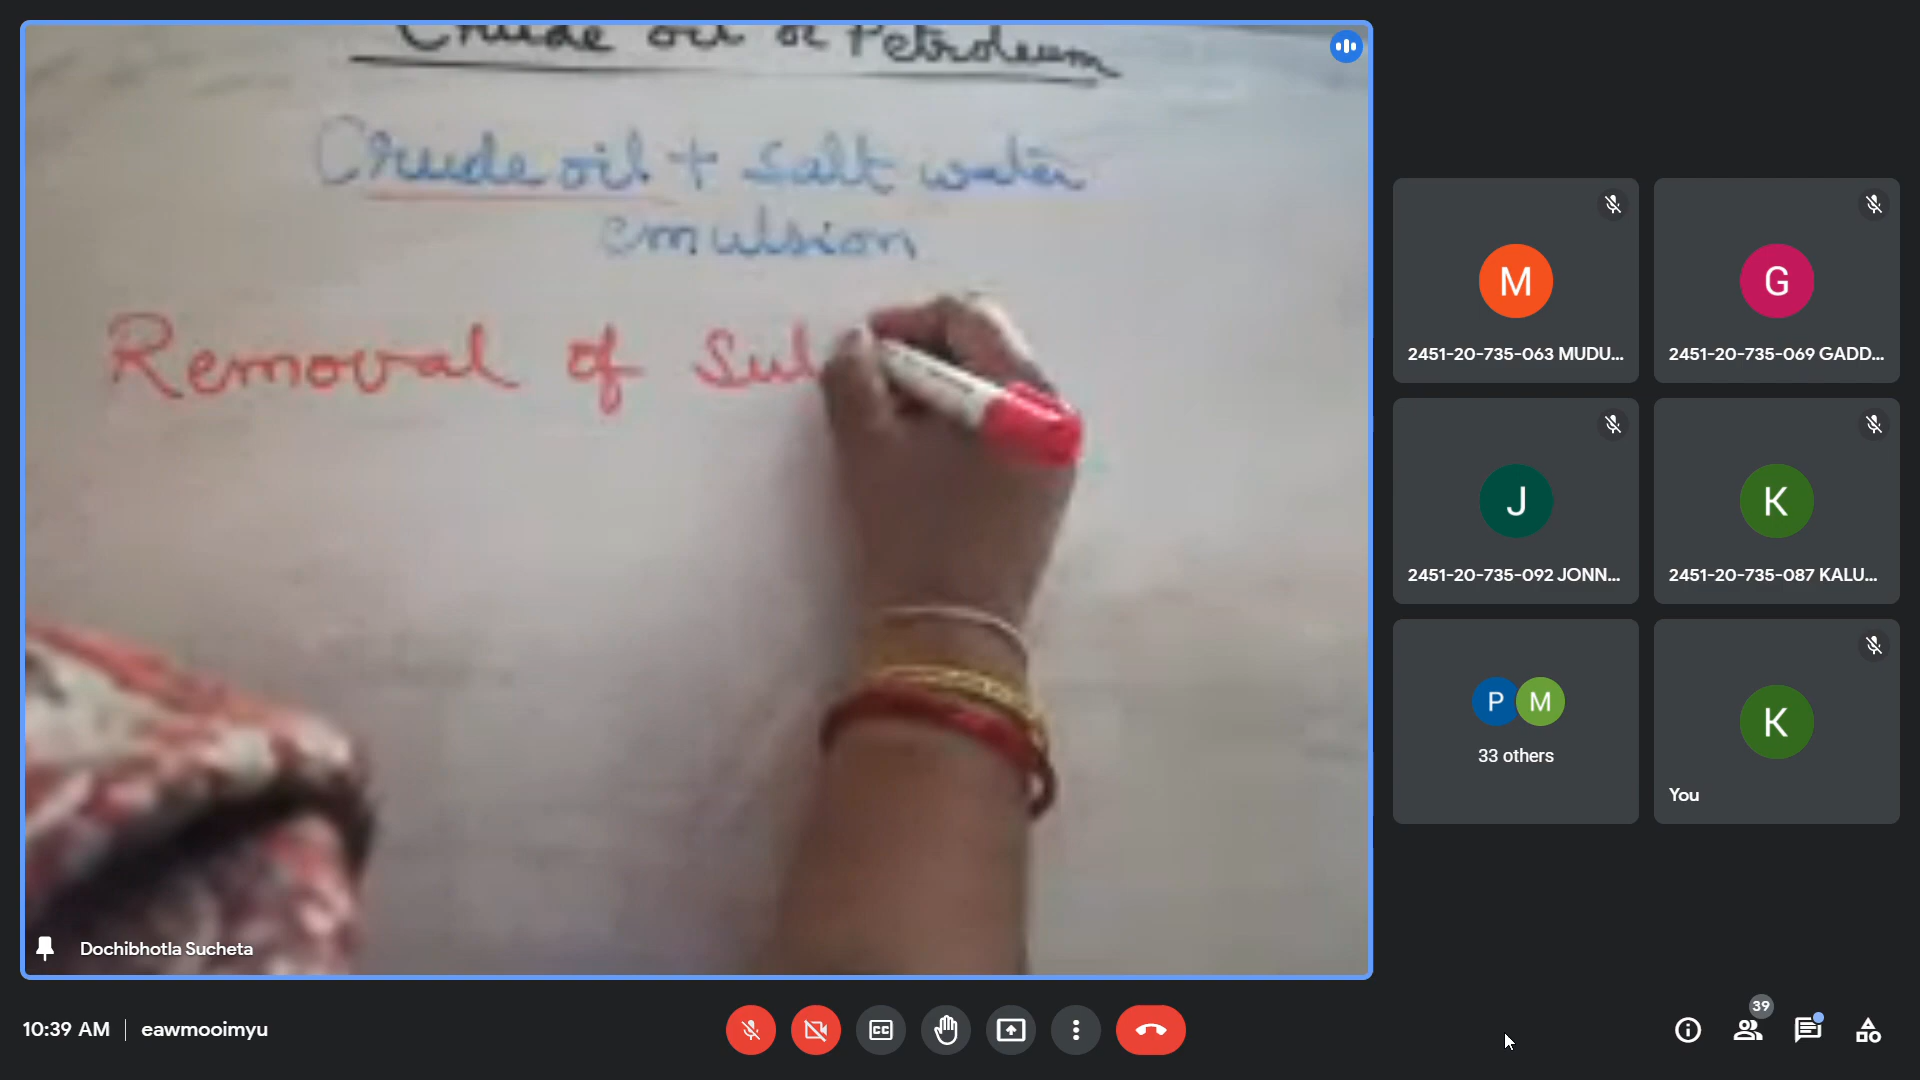 Crude oil or Petroleum
Crude oil + Salt water
emulsion
Removal of Sul
Dochibhotla Sucheta
M
2451-20-735-063 MUDU...
G
2451-20-735-069 GADD...
J
2451-20-735-092 JONN...
K
2451-20-735-087 KALU...
P M
33 others
K
You
10:39 AM | eawmooimyu
CC
39